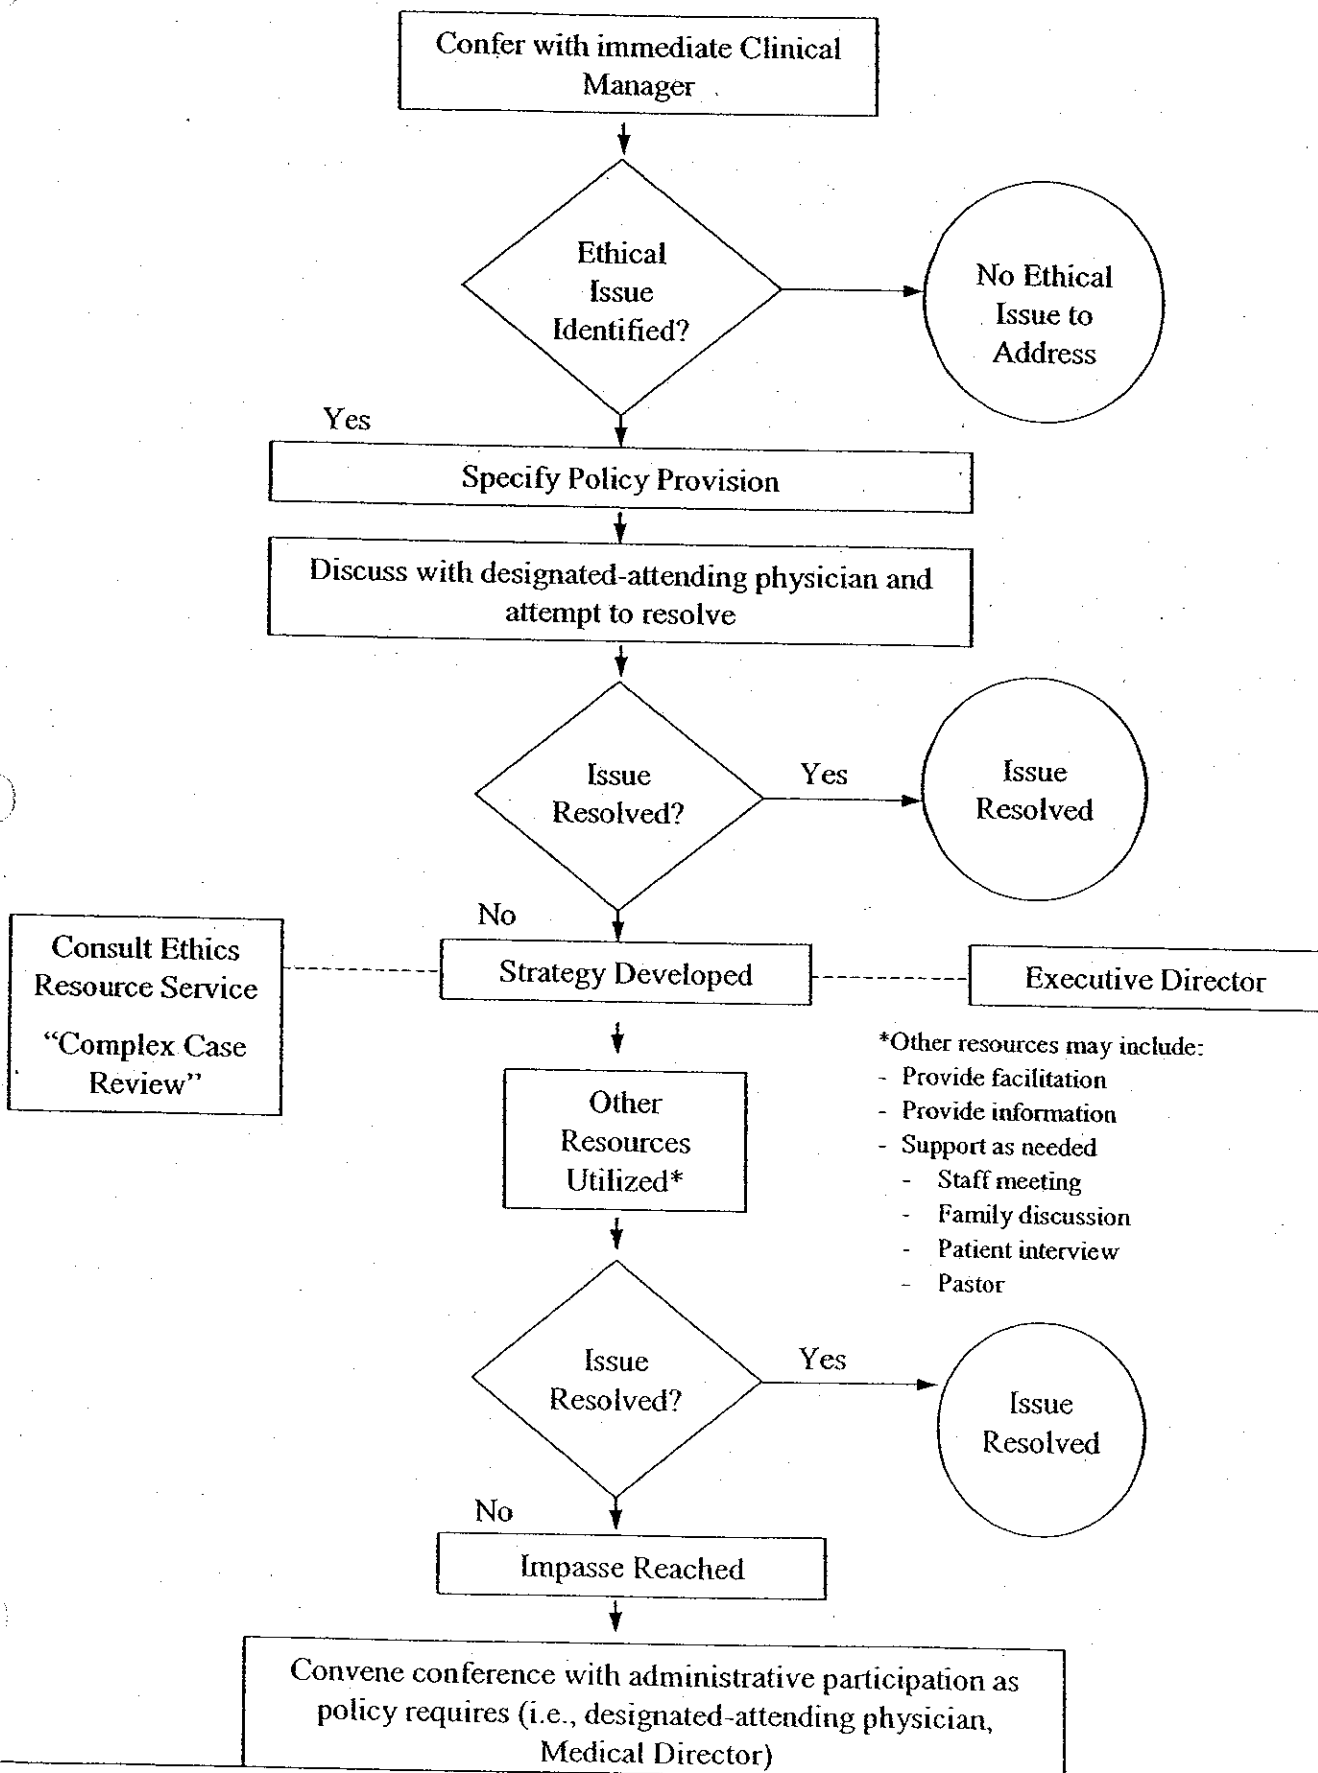 Confer with immediate Clinical
Manager
Ethical
Issue
Identified?
No Ethical
Issue to
Address
Yes
Specify Policy Provision
Discuss with designated-attending physician and
attempt to resolve
Issue
Resolved?
Yes
Issue
Resolved
No
Consult Ethics
Resource Service
“Complex Case
Review”
Strategy Developed
Executive Director
Other
Resources
Utilized*
*Other resources may include:
- Provide facilitation
- Provide information
- Support as needed
- Staff meeting
- Family discussion
- Patient interview
- Pastor
Issue
Resolved?
Yes
Issue
Resolved
No
Impasse Reached
Convene conference with administrative participation as
policy requires (i.e., designated-attending physician,
Medical Director)